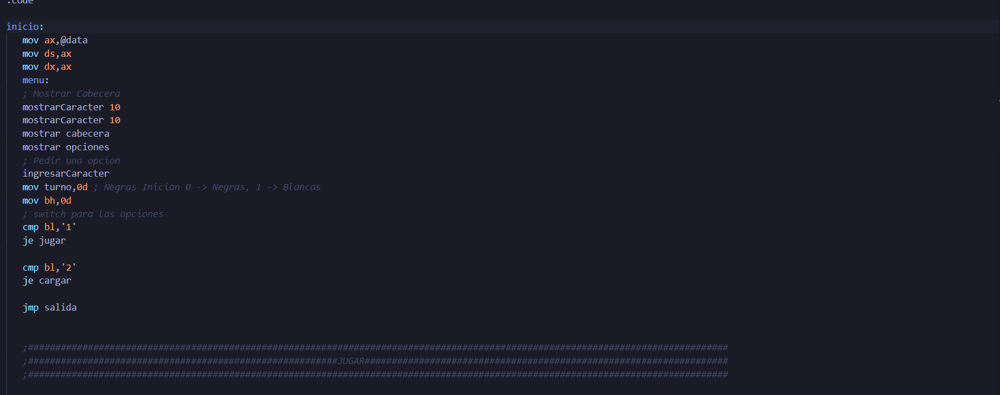 .code
inicio:
mov ax,@data
mov ds,ax
mov dx,ax
menu:
; Mostrar Cabecera
mostrarCaracter 10
mostrarCaracter 10
mostrar cabecera
mostrar opciones
; Pedir una opcion
ingresarCaracter
mov turno,0d ; Negras Inician 0 -> Negras, 1 -> Blancas
mov bh,0d
; switch para las opciones
cmp bl,'1'
je jugar
cmp bl,'2'
je cargar
jmp salida
;#################################################################################################################################
;#########################################################JUGAR###################################################################
;#################################################################################################################################